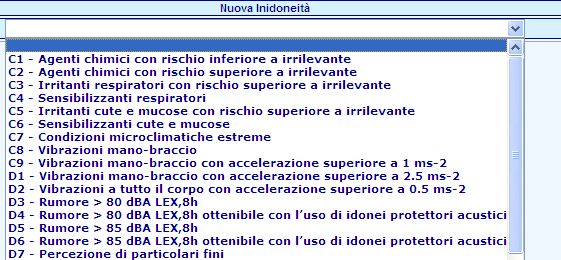 Nuova Inidoneità
C1 - Agenti chimici con rischio inferiore a irrilevante
C2 - Agenti chimici con rischio superiore a irrilevante
C3 - Irritanti respiratori con rischio superiore a irrilevante
C4 - Sensibilizzanti respiratori
C5 - Irritanti cute e mucose con rischio superiore a irrilevante
C6 - Sensibilizzanti cute e mucose
C7 - Condizioni microclimatiche estreme
C8 - Vibrazioni mano-braccio
C9 - Vibrazioni mano-braccio con accelerazione superiore a 1 ms-2
D1 - Vibrazioni mano-braccio con accelerazione superiore a 2.5 ms-2
D2 - Vibrazioni a tutto il corpo con accelerazione superiore a 0.5 ms-2
D3 - Rumore > 80 dBA LEX,8h
D4 - Rumore > 80 dBA LEX,8h ottenibile con l'uso di idonei protettori acustici
D5 - Rumore > 85 dBA LEX,8h
D6 - Rumore > 85 dBA LEX,8h ottenibile con l'uso di idonei protettori acustici
D7 - Percezione di particolari fini